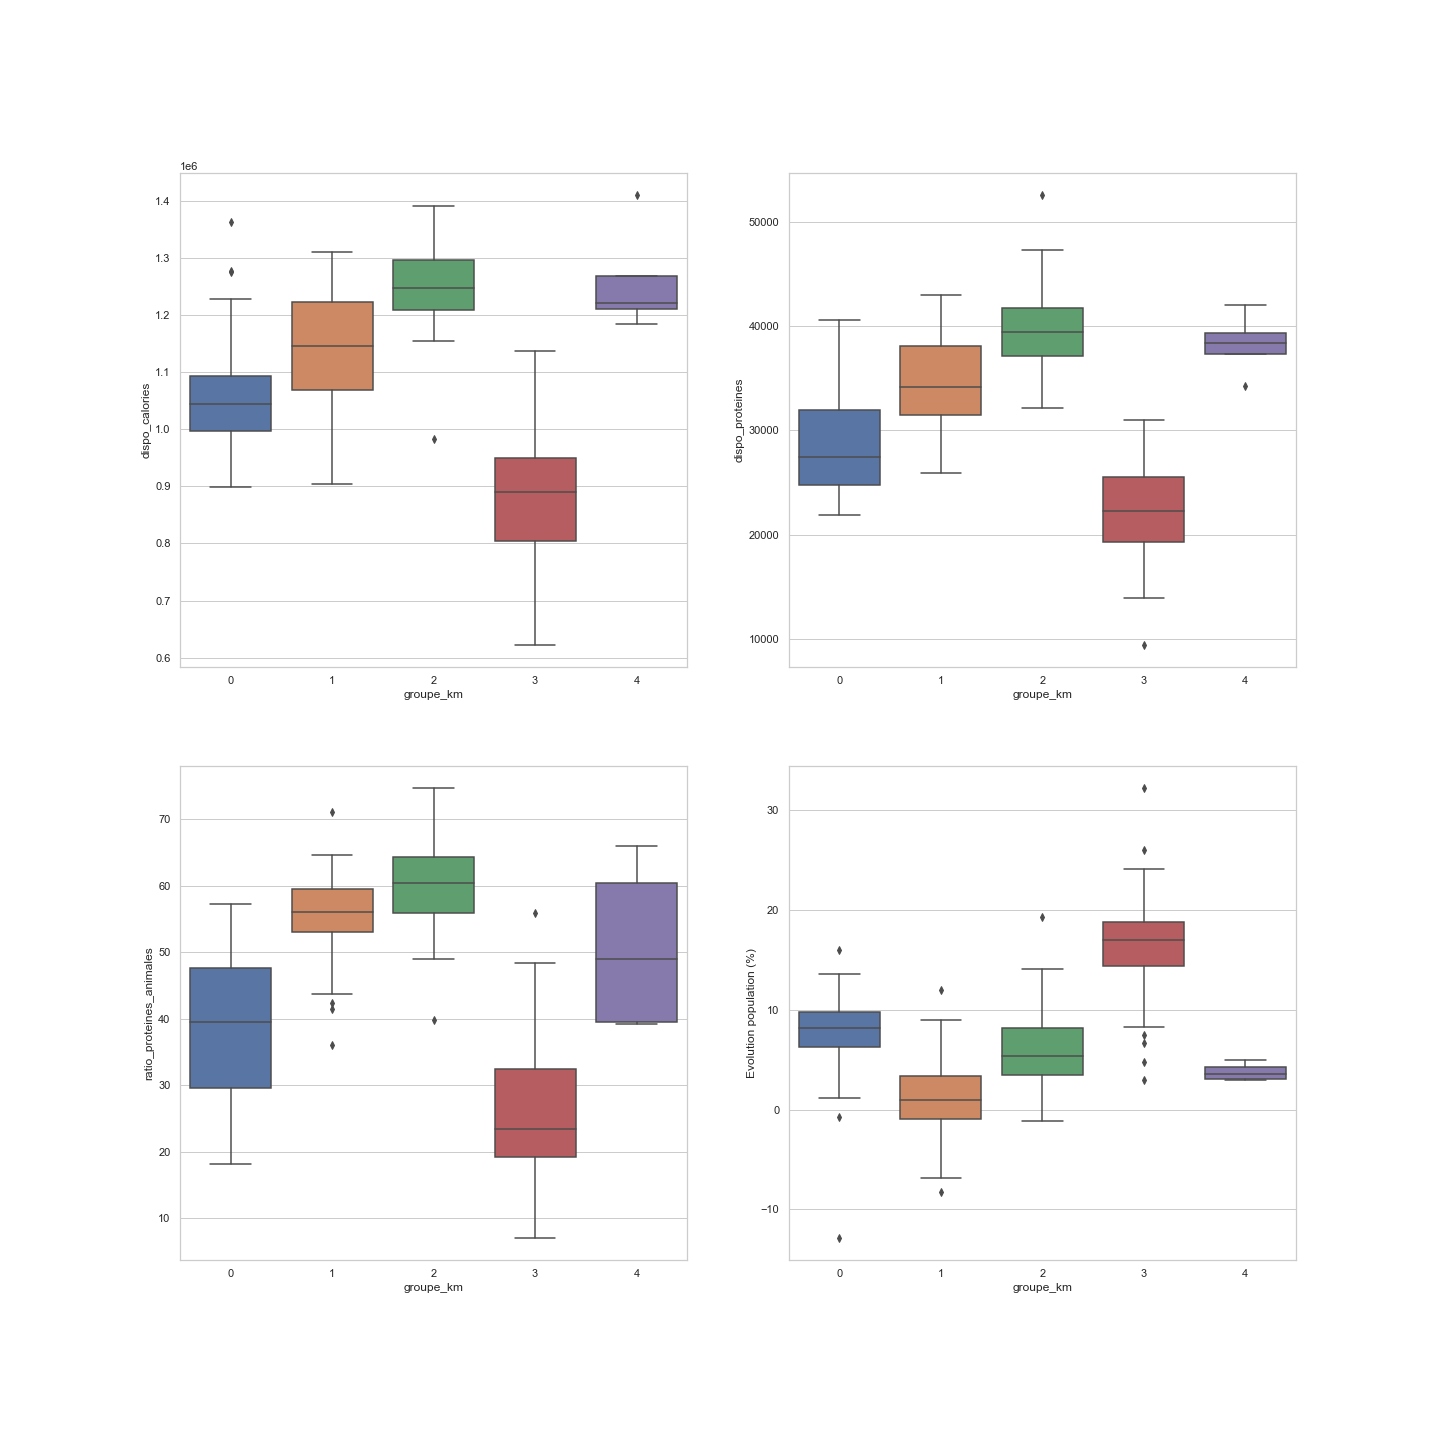 1e6
1.4
1.3
1.2
1.1
1.0
0.9
0.8
0.7
0.6
dispo_calories
0 1 2 3 4
groupe_km
50000
40000
30000
20000
10000
dispo_proteines
0 1 2 3 4
groupe_km
70
60
50
40
30
20
10
ratio_proteines_animales
0 1 2 3 4
groupe_km
30
20
10
0
−10
Evolution population (%)
0 1 2 3 4
groupe_km